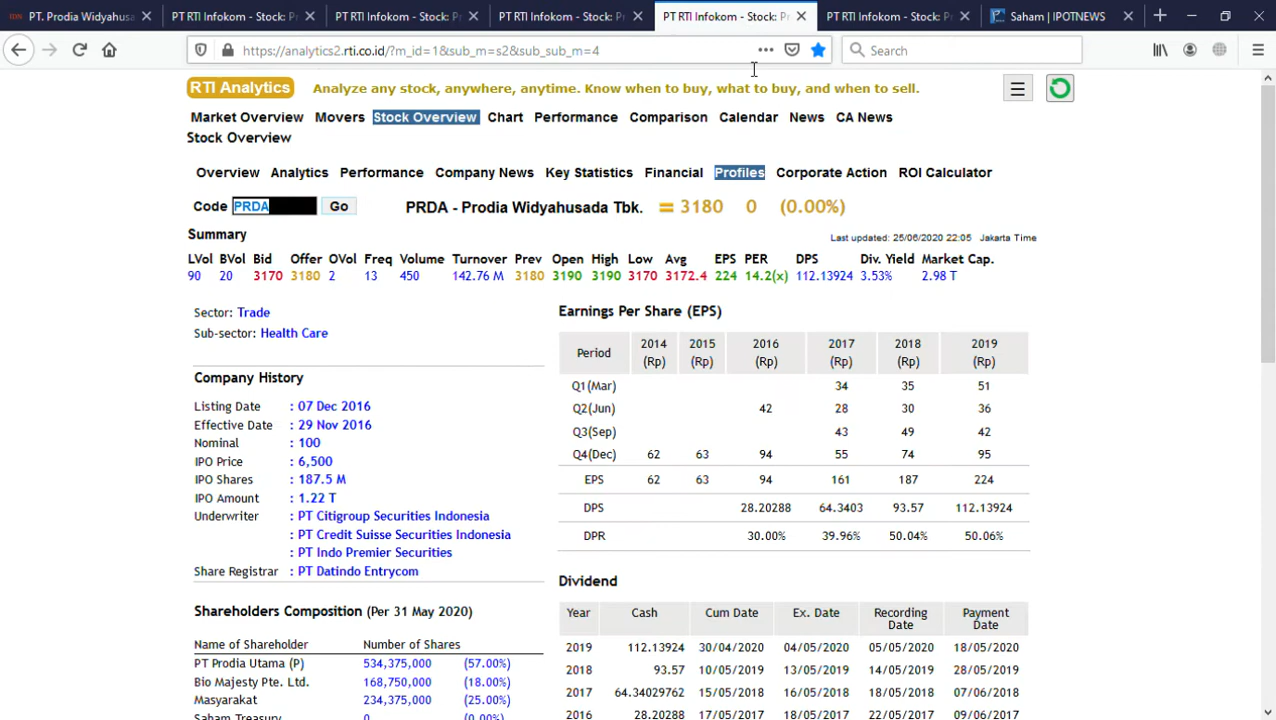 PT. Prodia Widyahus
PT RTI Infokom - Stock: Pr
PT RTI Infokom - Stock: Pr
PT RTI Infokom - Stock: Pr
PT RTI Infokom - Stock: Pr
PT RTI Infokom - Stock: Pr
Saham | IPOTNEWS
https://analytics2.rti.co.id/?m_id=1&sub_m=s2&sub_sub_m=4
Search
RTI Analytics Analyze any stock, anywhere, anytime. Know when to buy, what to buy, and when to sell.
Market Overview Movers Stock Overview Chart Performance Comparison Calendar News CA News
Stock Overview
Overview Analytics Performance Company News Key Statistics Financial Profiles Corporate Action ROI Calculator
Code PRDA Go PRDA - Prodia Widyahusada Tbk. = 3180 0 (0.00%)
Summary Last updated: 25/06/2020 22:05 Jakarta Time
LVol BVol Bid Offer OVol Freq Volume Turnover Prev Open High Low Avg EPS PER DPS Div. Yield Market Cap.
90 20 3170 3180 2 13 450 142.76 M 3180 3190 3190 3170 3172.4 224 14.2(x) 112.13924 3.53% 2.98 T
Sector: Trade
Sub-sector: Health Care
Company History
Listing Date : 07 Dec 2016
Effective Date : 29 Nov 2016
Nominal : 100
IPO Price : 6,500
IPO Shares : 187.5 M
IPO Amount : 1.22 T
Underwriter : PT Citigroup Securities Indonesia
: PT Credit Suisse Securities Indonesia
: PT Indo Premier Securities
Share Registrar : PT Datindo Entrycom
Shareholders Composition (Per 31 May 2020)
Name of Shareholder Number of Shares
PT Prodia Utama (P) 534,375,000 (57.00%)
Bio Majesty Pte. Ltd. 168,750,000 (18.00%)
Masyarakat 234,375,000 (25.00%)
Saham Treasury 0 (0.00%)
Earnings Per Share (EPS)
Period 2014 (Rp) 2015 (Rp) 2016 (Rp) 2017 (Rp) 2018 (Rp) 2019 (Rp)
Q1(Mar) 34 35 51
Q2(Jun) 42 28 30 36
Q3(Sep) 43 49 42
Q4(Dec) 62 63 94 55 74 95
EPS 62 63 94 161 187 224
DPS 28.20288 64.3403 93.57 112.13924
DPR 30.00% 39.96% 50.04% 50.06%
Dividend
Year Cash Cum Date Ex. Date Recording Date Payment Date
2019 112.13924 30/04/2020 04/05/2020 05/05/2020 18/05/2020
2018 93.57 10/05/2019 13/05/2019 14/05/2019 28/05/2019
2017 64.34029762 15/05/2018 16/05/2018 18/05/2018 07/06/2018
2016 28.20288 17/05/2017 18/05/2017 22/05/2017 09/06/2017